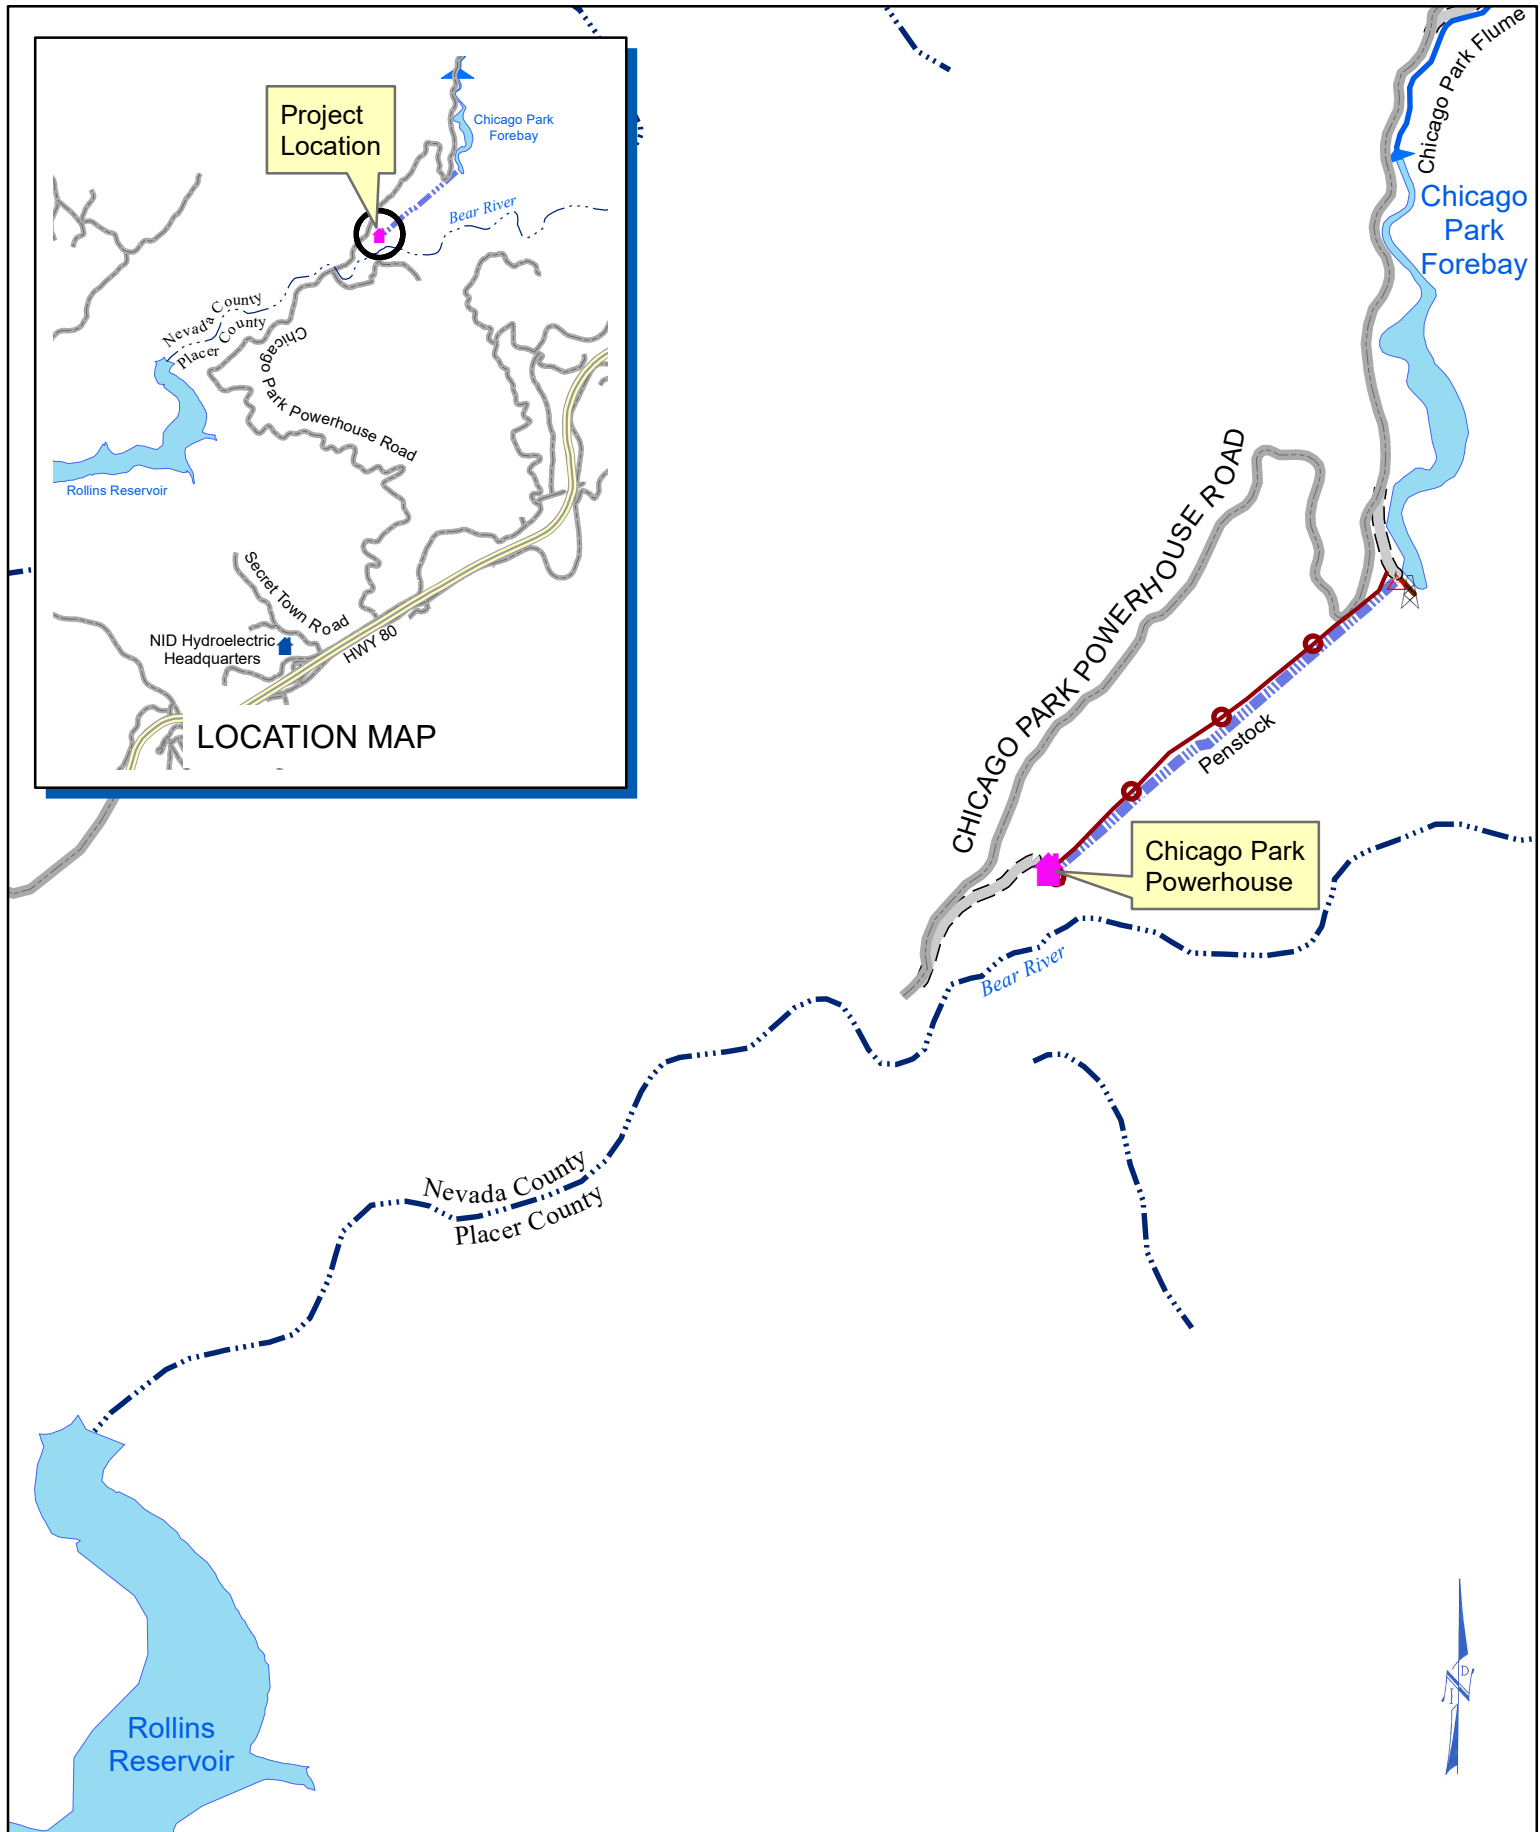 Project
Location
Chicago Park
Forebay
Bear River
Nevada County
Placer County
Chicago Park Powerhouse Road
Rollins Reservoir
Secret Town Road
NID Hydroelectric
Headquarters
HWY 80
LOCATION MAP
Chicago Park Flume
Chicago
Park
Forebay
CHICAGO PARK POWERHOUSE ROAD
Penstock
Chicago Park
Powerhouse
Bear River
Nevada County
Placer County
Rollins
Reservoir
N I D